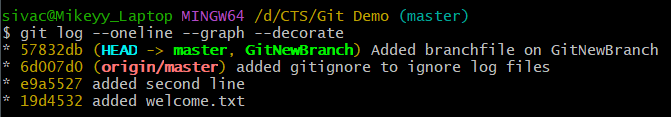 sivac@Mikeyy_Laptop MINGW64 /d/CTS/Git Demo (master)
$ git log --oneline --graph --decorate
* 57832db (HEAD -> master, GitNewBranch) Added branchfile on GitNewBranch
* 6d007d0 (origin/master) added gitignore to ignore log files
* e9a5527 added second line
* 19d4532 added welcome.txt